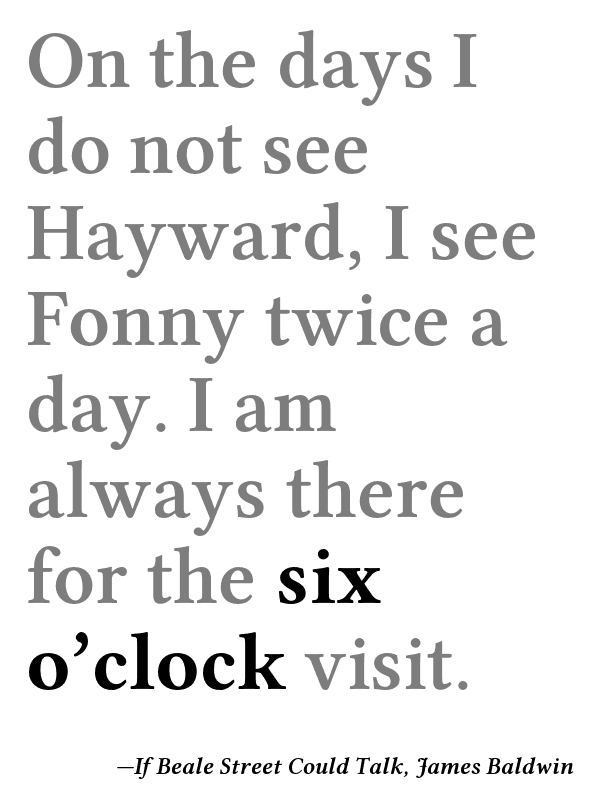 On the days I
do not see
Hayward, I see
Fonny twice a
day. I am
always there
for the six
o’clock visit.
—If Beale Street Could Talk, James Baldwin